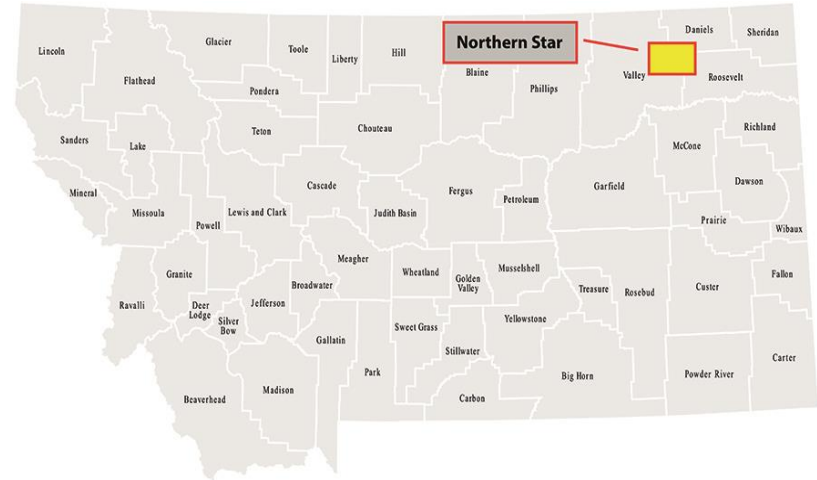 Northern Star
Daniels
Sheridan
Lincoln
Glacier
Toole
Liberty
Hill
Blaine
Phillips
Valley
Roosevelt
Flathead
Pondera
Teton
Chouteau
Richland
Sanders
Lake
McCone
Dawson
Mineral
Missoula
Powell
Lewis and Clark
Cascade
Judith Basin
Fergus
Petroleum
Garfield
Prairie
Wibaux
Granite
Meagher
Wheatland
Golden
Valley
Musselshell
Treasure
Rosebud
Custer
Fallon
Ravalli
Deer
Lodge
Silver
Bow
Jefferson
Broadwater
Gallatin
Sweet Grass
Stillwater
Yellowstone
Park
Big Horn
Powder River
Carter
Beaverhead
Madison
Carbon